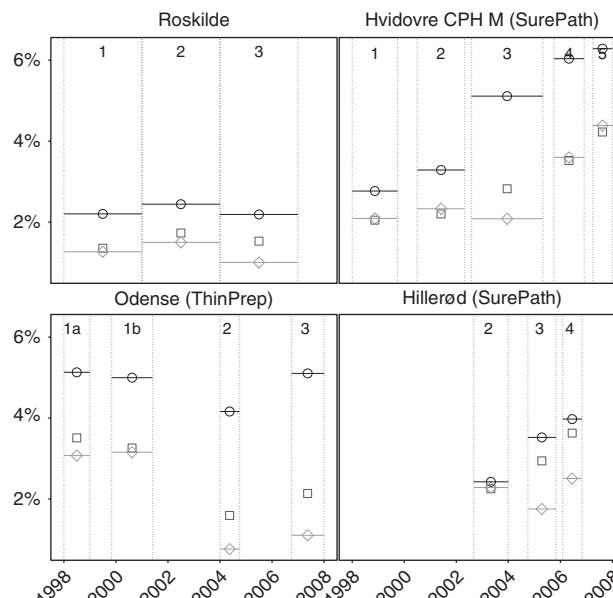 Roskilde
Hvidovre CPH M (SurePath)
1 2 3
1 2 3 4 5
6%
4%
2%
Odense (ThinPrep)
Hillerød (SurePath)
1a 1b 2 3
2 3 4
6%
4%
2%
1998 2000 2002 2004 2006 2008
1998 2000 2002 2004 2006 2008